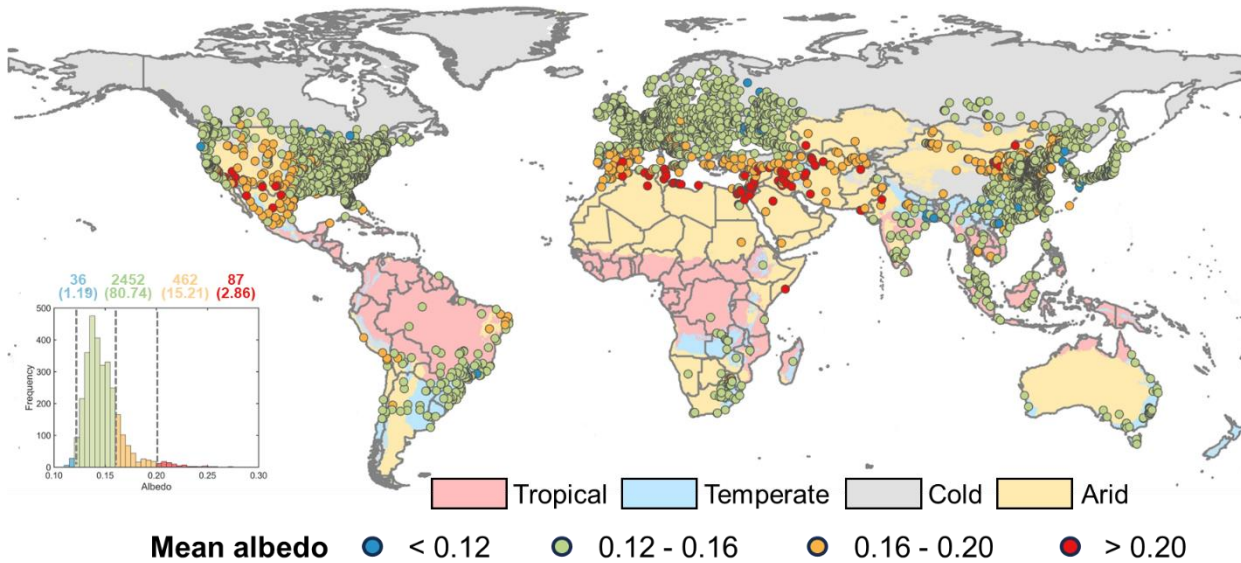 36 2452 462 87
(1.19) (80.74) (15.21) (2.86)
500
400
300
200
100
0
Frequency
0.10 0.15 0.20 0.25 0.30
Albedo
Tropical Temperate Cold Arid
Mean albedo < 0.12 0.12 - 0.16 0.16 - 0.20 > 0.20